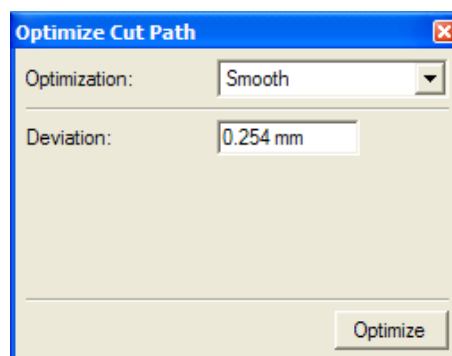 Optimize Cut Path
Optimization: Smooth
Deviation: 0.254 mm
Optimize